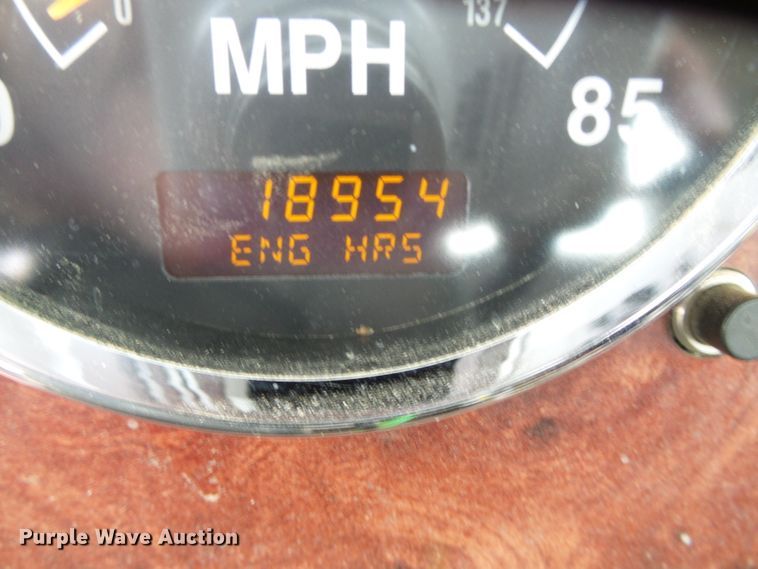 0 137
MPH
85
18954
ENG HRS
Purple Wave Auction